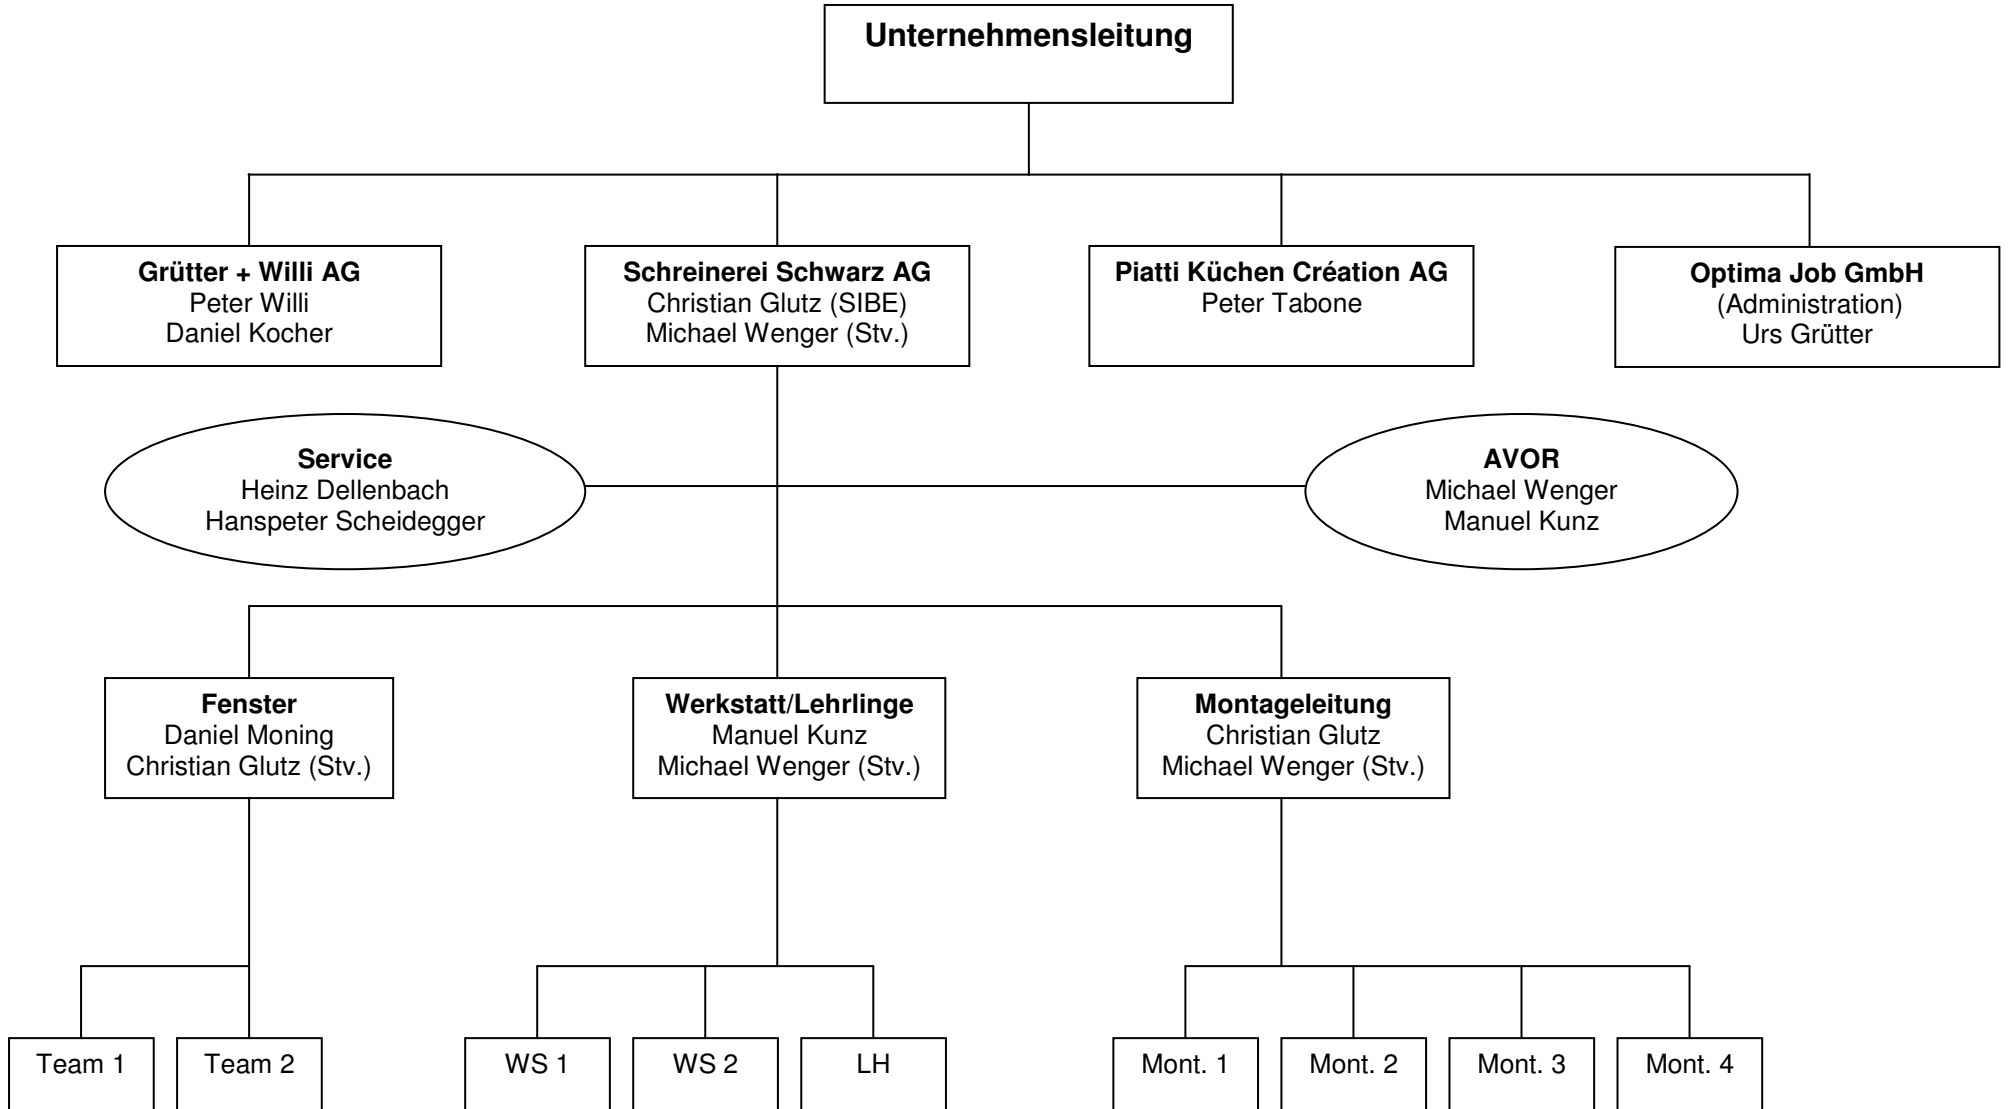 Unternehmensleitung
Grütter + Willi AG
Peter Willi
Daniel Kocher
Schreinerei Schwarz AG
Christian Glutz (SIBE)
Michael Wenger (Stv.)
Piatti Küchen Création AG
Peter Tabone
Optima Job GmbH
(Administration)
Urs Grütter
Service
Heinz Dellenbach
Hanspeter Scheidegger
AVOR
Michael Wenger
Manuel Kunz
Fenster
Daniel Moning
Christian Glutz (Stv.)
Werkstatt/Lehrlinge
Manuel Kunz
Michael Wenger (Stv.)
Montageleitung
Christian Glutz
Michael Wenger (Stv.)
Team 1
Team 2
WS 1
WS 2
LH
Mont. 1
Mont. 2
Mont. 3
Mont. 4